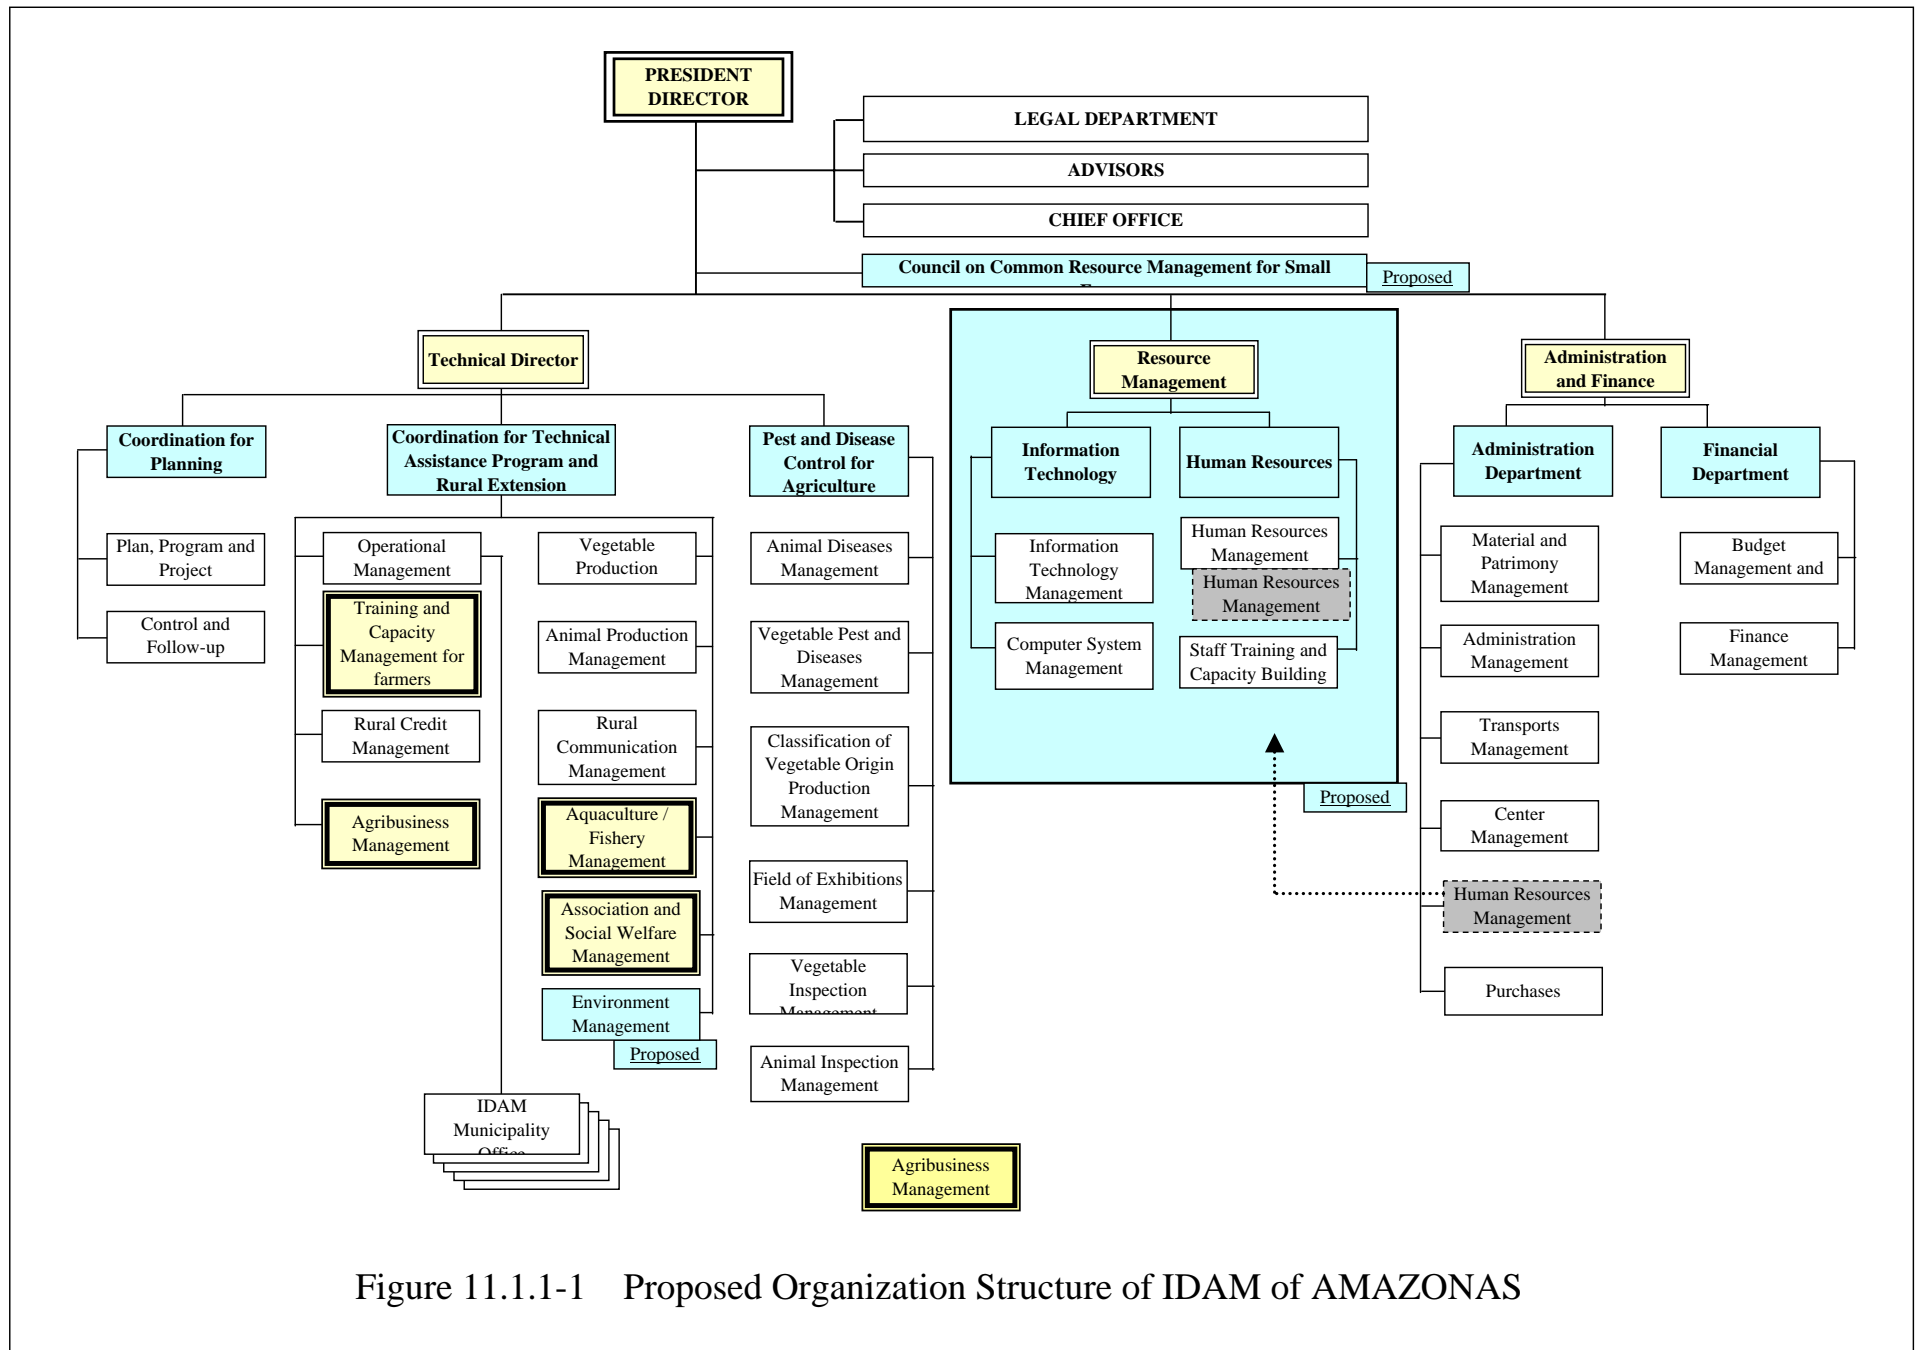 PRESIDENT
DIRECTOR
LEGAL DEPARTMENT
ADVISORS
CHIEF OFFICE
Council on Common Resource Management for Small
Proposed
Technical Director
Resource
Management
Administration
and Finance
Coordination for
Planning
Coordination for Technical
Assistance Program and
Rural Extension
Pest and Disease
Control for
Agriculture
Information
Technology
Human Resources
Administration
Department
Financial
Department
Plan, Program and
Project
Control and
Follow-up
Operational
Management
Training and
Capacity
Management for
farmers
Rural Credit
Management
Agribusiness
Management
IDAM
Municipality
Office
Vegetable
Production
Animal Production
Management
Rural
Communication
Management
Aquaculture /
Fishery
Management
Association and
Social Welfare
Management
Environment
Management
Proposed
Animal Diseases
Management
Vegetable Pest and
Diseases
Management
Classification of
Vegetable Origin
Production
Management
Field of Exhibitions
Management
Vegetable
Inspection
Management
Animal Inspection
Management
Information
Technology
Management
Computer System
Management
Human Resources
Management
Human Resources
Management
Staff Training and
Capacity Building
Proposed
Material and
Patrimony
Management
Administration
Management
Transports
Management
Center
Management
Human Resources
Management
Purchases
Budget
Management and
Finance
Management
Agribusiness
Management
Figure 11.1.1-1 Proposed Organization Structure of IDAM of AMAZONAS